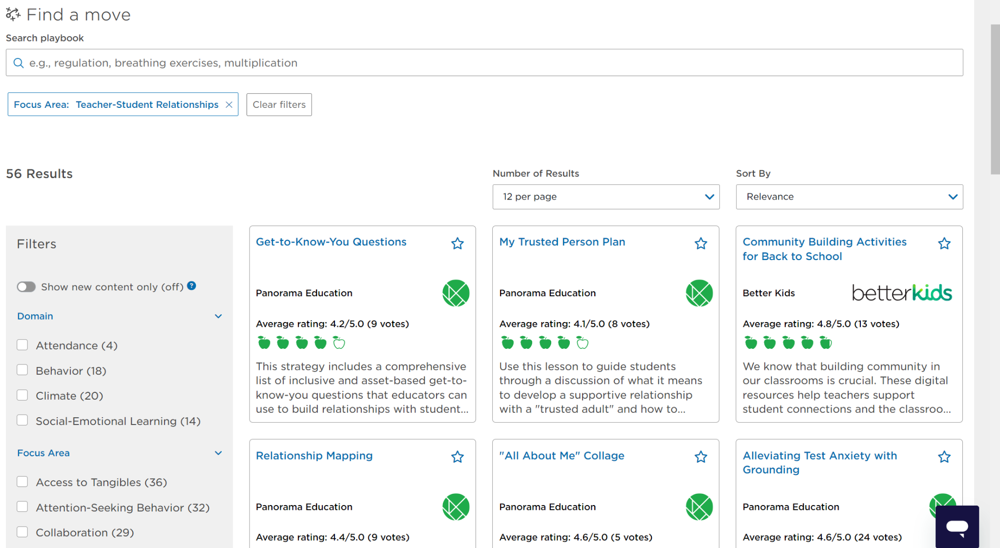 Find a move
Search playbook
e.g., regulation, breathing exercises, multiplication
Focus Area: Teacher-Student Relationships
Clear filters
56 Results
Number of Results
12 per page
Sort By
Relevance
Filters
Show new content only (off) ?
Domain
Attendance (4)
Behavior (18)
Climate (20)
Social-Emotional Learning (14)
Focus Area
Access to Tangibles (36)
Attention-Seeking Behavior (32)
Collaboration (29)
Get-to-Know-You Questions
Panorama Education
Average rating: 4.2/5.0 (9 votes)
This strategy includes a comprehensive
list of inclusive and asset-based get-to-
know-you questions that educators can
use to build relationships with student...
My Trusted Person Plan
Panorama Education
Average rating: 4.1/5.0 (8 votes)
Use this lesson to guide students
through a discussion of what it means
to develop a supportive relationship
with a "trusted adult" and how to...
Community Building Activities
for Back to School
Better Kids
betterkids
Average rating: 4.8/5.0 (13 votes)
We know that building community in
our classrooms is crucial. These digital
resources help teachers support
student connections and the classroo...
Relationship Mapping
Panorama Education
Average rating: 4.4/5.0 (9 votes)
"All About Me" Collage
Panorama Education
Average rating: 4.6/5.0 (5 votes)
Alleviating Test Anxiety with
Grounding
Panorama Education
Average rating: 4.6/5.0 (24 votes)